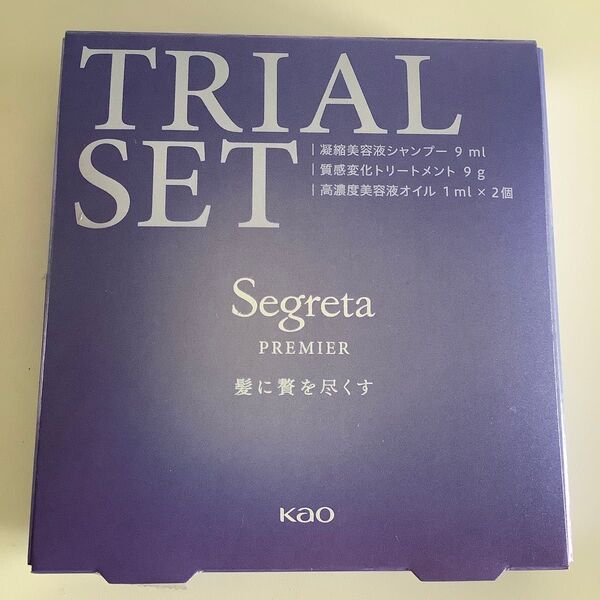 TRIAL
SET
| 凝縮美容液シャンプー 9 ml
| 質感変化トリートメント 9 g
| 高濃度美容液オイル 1ml × 2個
Segreta
PREMIER
髪に贅を尽くす
Kao